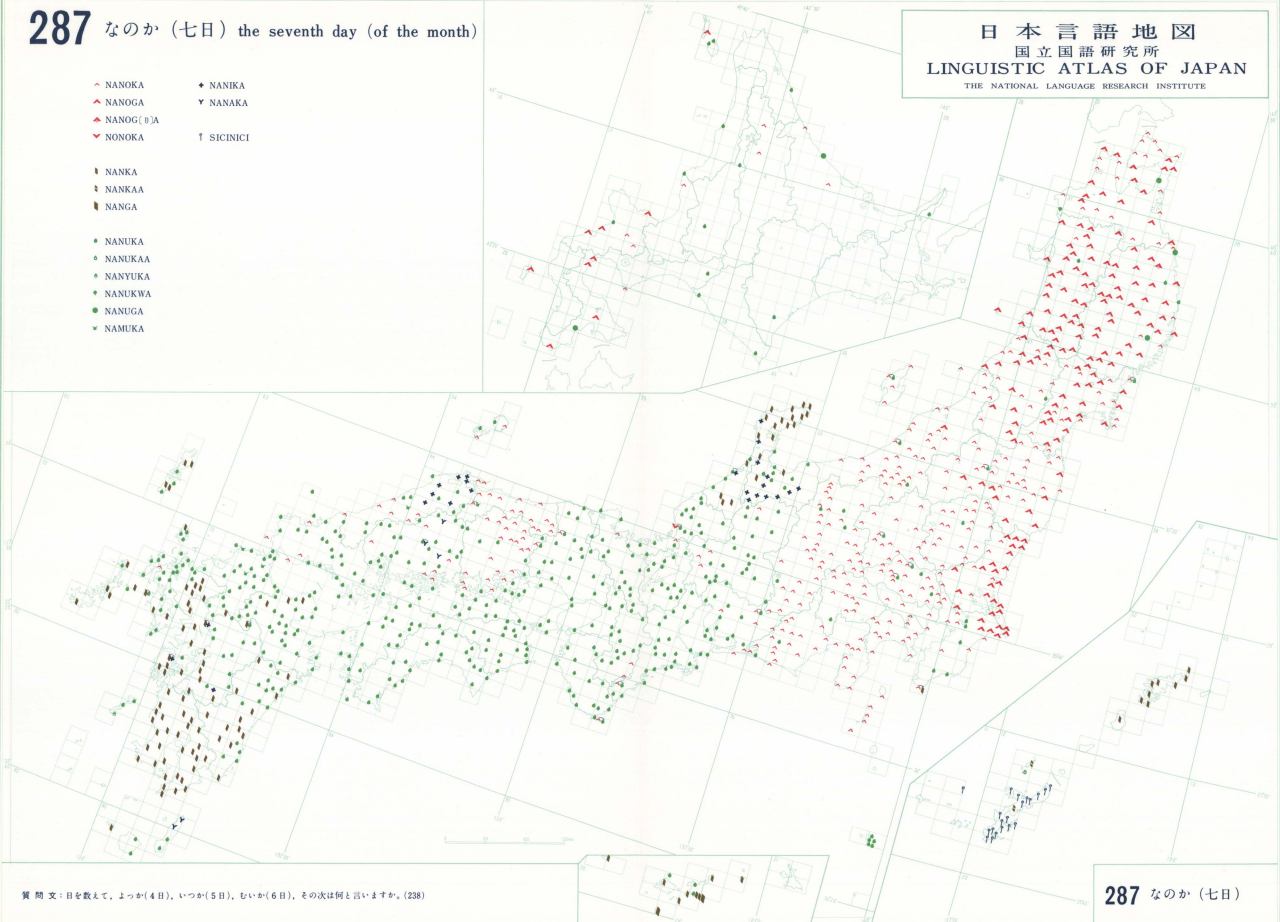 287 なのか（七日）the seventh day (of the month)
日本言語地図
国立国語研究所
LINGUISTIC ATLAS OF JAPAN
THE NATIONAL LANGUAGE RESEARCH INSTITUTE
NANOKA
NANOGA
NANOG(ŋ)A
NONOKA
NANIKA
NANAKA
SICINICI
NANKA
NANKAA
NANGA
NANUKA
NANUKAA
NANYUKA
NANUKWA
NANUGA
NAMUKA
質問文：日を数えて，よっか(4日)，いつか(5日)，むいか(6日)，その次は何と言いますか。(238)
287 なのか（七日）